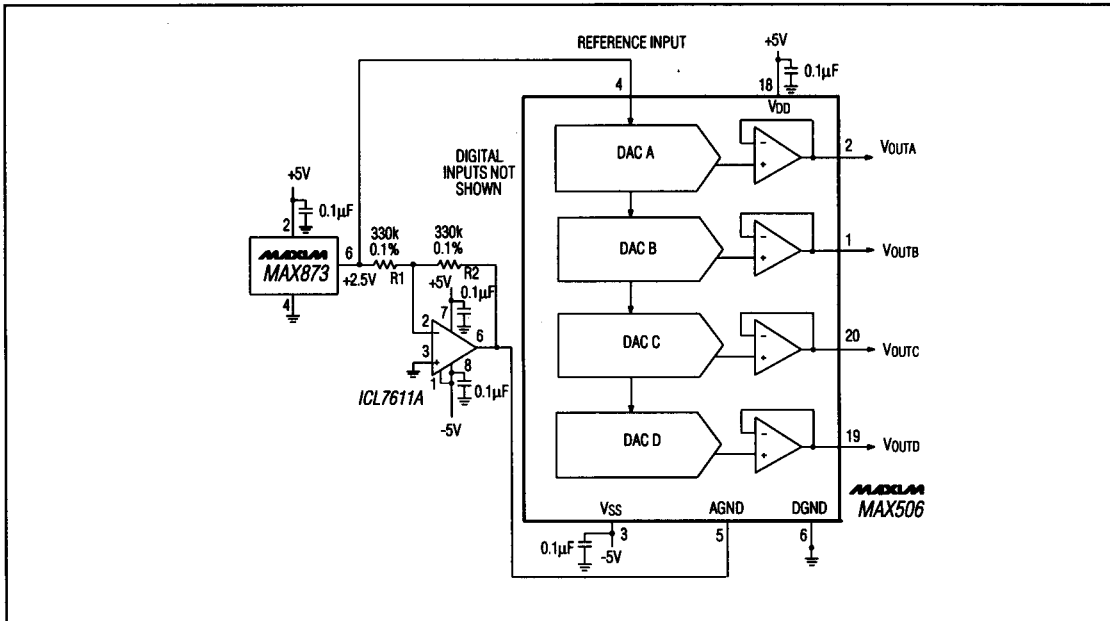 REFERENCE INPUT
+5V
0.1µF
18
4
VDD
DAC A
2
VOUTA
DIGITAL
INPUTS NOT
SHOWN
+5V
0.1µF
2
DAC B
1
VOUTB
MAXIM
MAX873
6
+2.5V
4
330k
0.1%
R1
330k
0.1%
R2
+5V
0.1µF
7
2
3
6
1
8
0.1µF
ICL7611A
-5V
DAC C
20
VOUTC
DAC D
19
VOUTD
MAXIM
MAX506
VSS
AGND
DGND
3
5
6
0.1µF
-5V